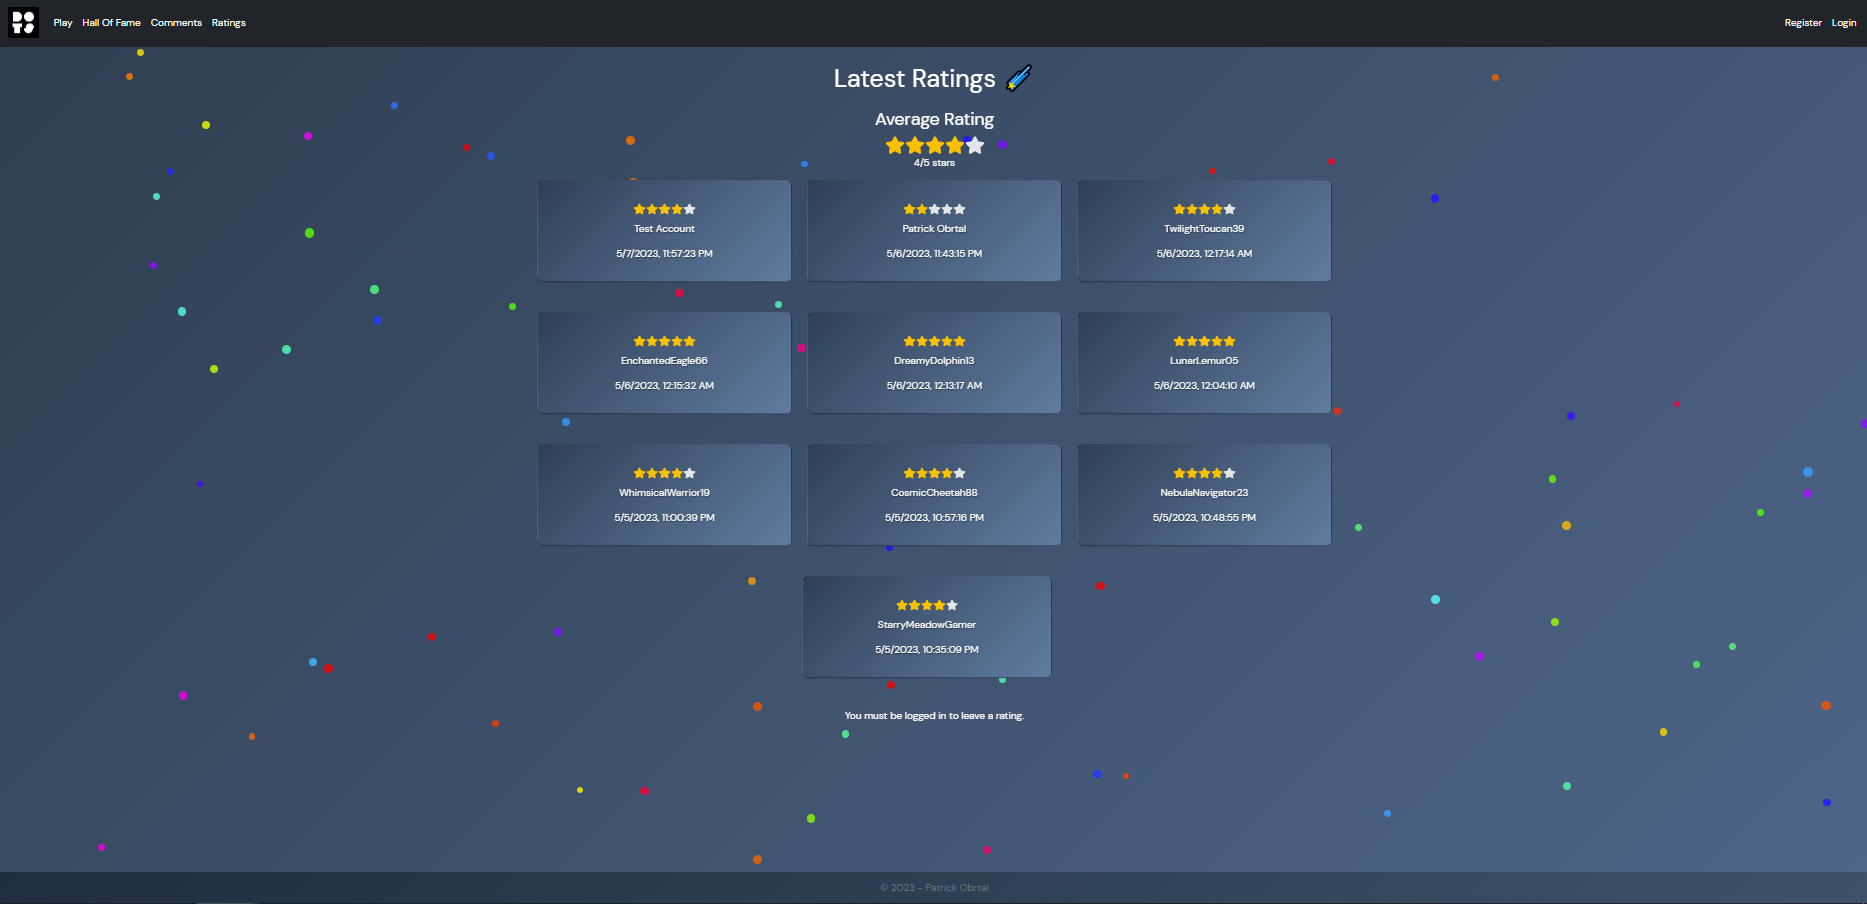 DOTS
Play Hall Of Fame Comments Ratings Register Login
Latest Ratings
Average Rating
4/5 stars
Test Account
5/7/2023, 11:57:23 PM
Patrick Obrtal
5/6/2023, 11:43:15 PM
TwilightToucan39
5/6/2023, 12:17:14 AM
EnchantedEagle66
5/6/2023, 12:15:32 AM
DreamyDolphin13
5/6/2023, 12:13:17 AM
LunarLemur05
5/6/2023, 12:04:10 AM
WhimsicalWarrior19
5/5/2023, 11:00:39 PM
CosmicCheetah88
5/5/2023, 10:57:16 PM
NebulaNavigator23
5/5/2023, 10:48:55 PM
StarryMeadowGamer
5/5/2023, 10:35:09 PM
You must be logged in to leave a rating.
© 2023 - Patrick Obrtal